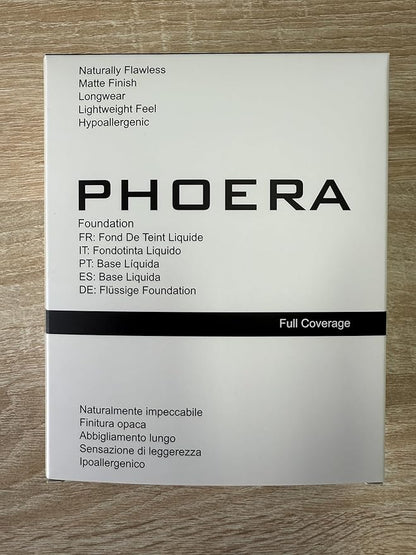 Naturally Flawless
Matte Finish
Longwear
Lightweight Feel
Hypoallergenic
PHOERA
Foundation
FR: Fond De Teint Liquide
IT: Fondotinta Liquido
PT: Base Líquida
ES: Base Liquida
DE: Flüssige Foundation
Full Coverage
Naturalmente impeccabile
Finitura opaca
Abbigliamento lungo
Sensazione di leggerezza
Ipoallergenico